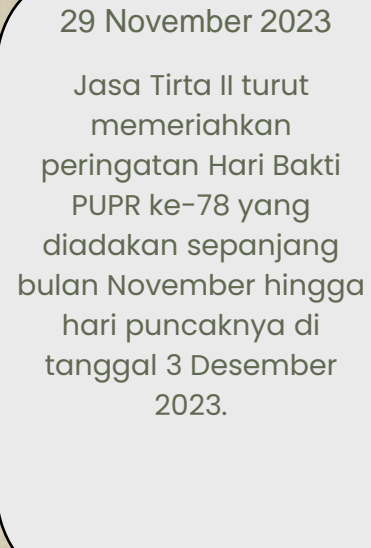 29 November 2023
Jasa Tirta II turut
memeriahkan
peringatan Hari Bakti
PUPR ke-78 yang
diadakan sepanjang
bulan November hingga
hari puncaknya di
tanggal 3 Desember
2023.